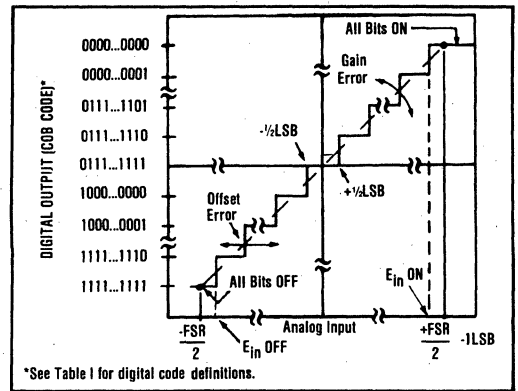 DIGITAL OUTPUT (COB CODE)*
0000...0000
0000...0001
0111...1101
0111...1110
0111...1111
1000...0000
1000...0001
1111...1110
1111...1111
All Bits ON
Gain
Error
-½LSB
+½LSB
Offset
Error
All Bits OFF
E_in ON
E_in OFF
Analog Input
-FSR
2
+FSR
2
-1LSB
*See Table I for digital code definitions.